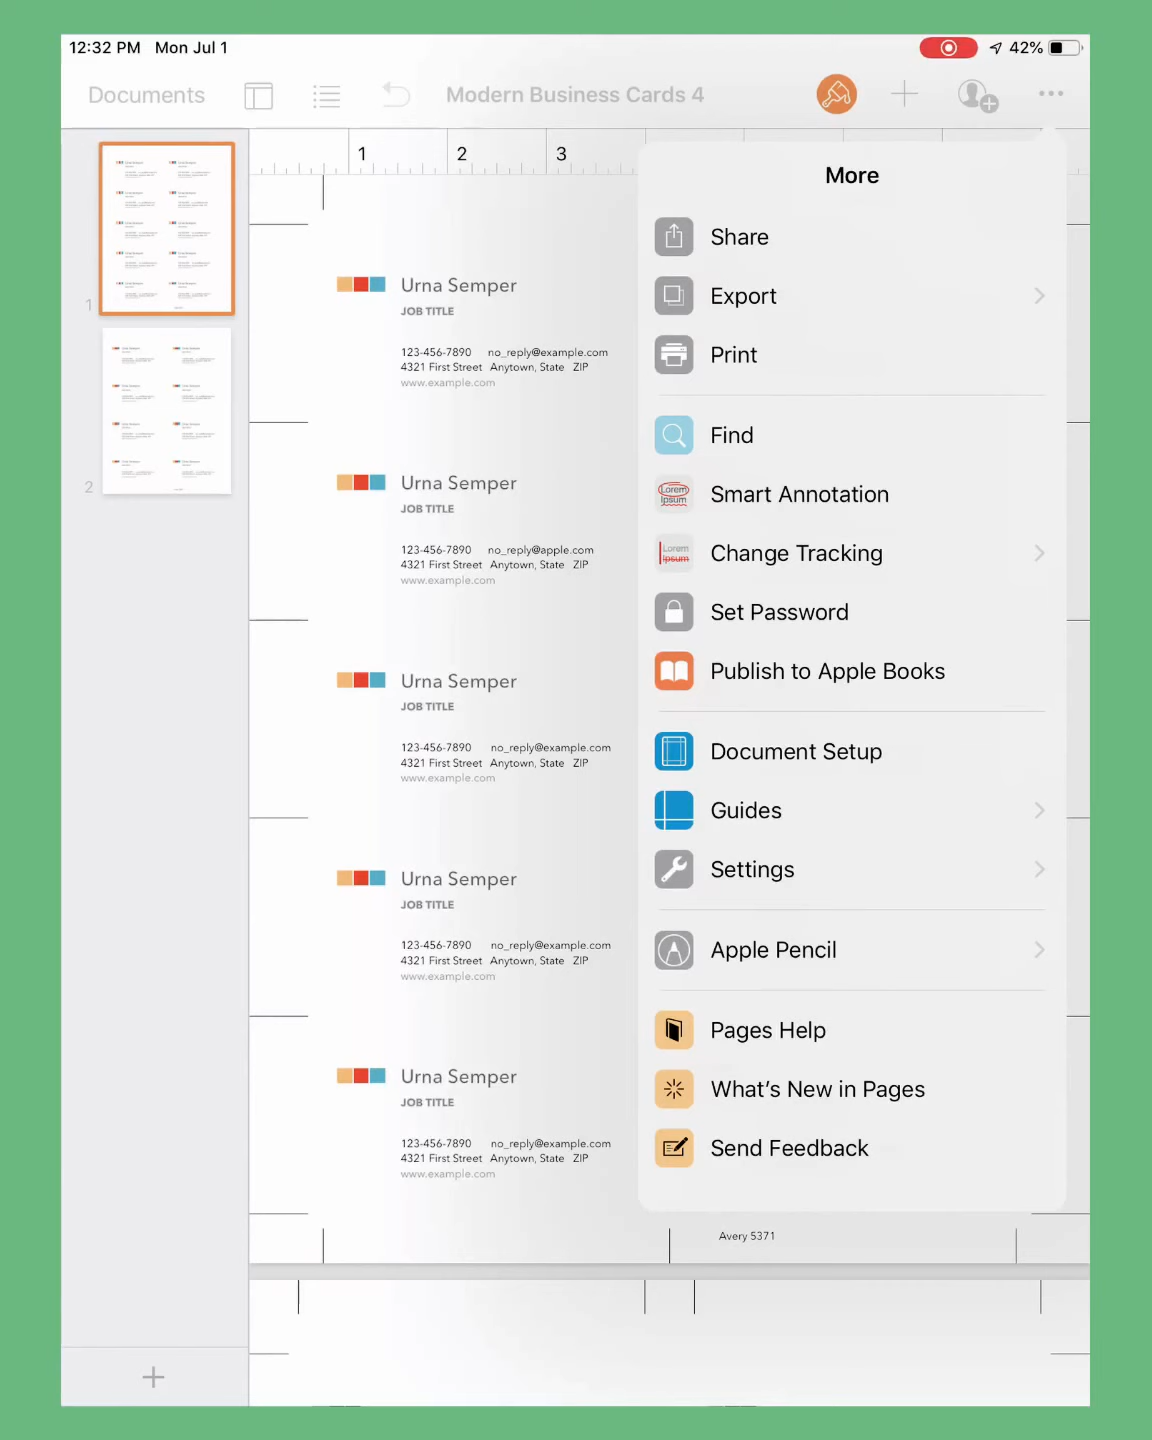 12:32 PM Mon Jul 1
42%
Documents
Modern Business Cards 4
1 2 3
1
2
Urna Semper
JOB TITLE
123-456-7890 no_reply@example.com
4321 First Street Anytown, State ZIP
www.example.com
Urna Semper
JOB TITLE
123-456-7890 no_reply@apple.com
4321 First Street Anytown, State ZIP
www.example.com
Urna Semper
JOB TITLE
123-456-7890 no_reply@example.com
4321 First Street Anytown, State ZIP
www.example.com
Urna Semper
JOB TITLE
123-456-7890 no_reply@example.com
4321 First Street Anytown, State ZIP
www.example.com
Urna Semper
JOB TITLE
123-456-7890 no_reply@example.com
4321 First Street Anytown, State ZIP
www.example.com
Avery 5371
More
Share
Export
Print
Find
Lorem
Ipsum
Smart Annotation
Lorem
Ipsum
Change Tracking
Set Password
Publish to Apple Books
Document Setup
Guides
Settings
Apple Pencil
Pages Help
What's New in Pages
Send Feedback